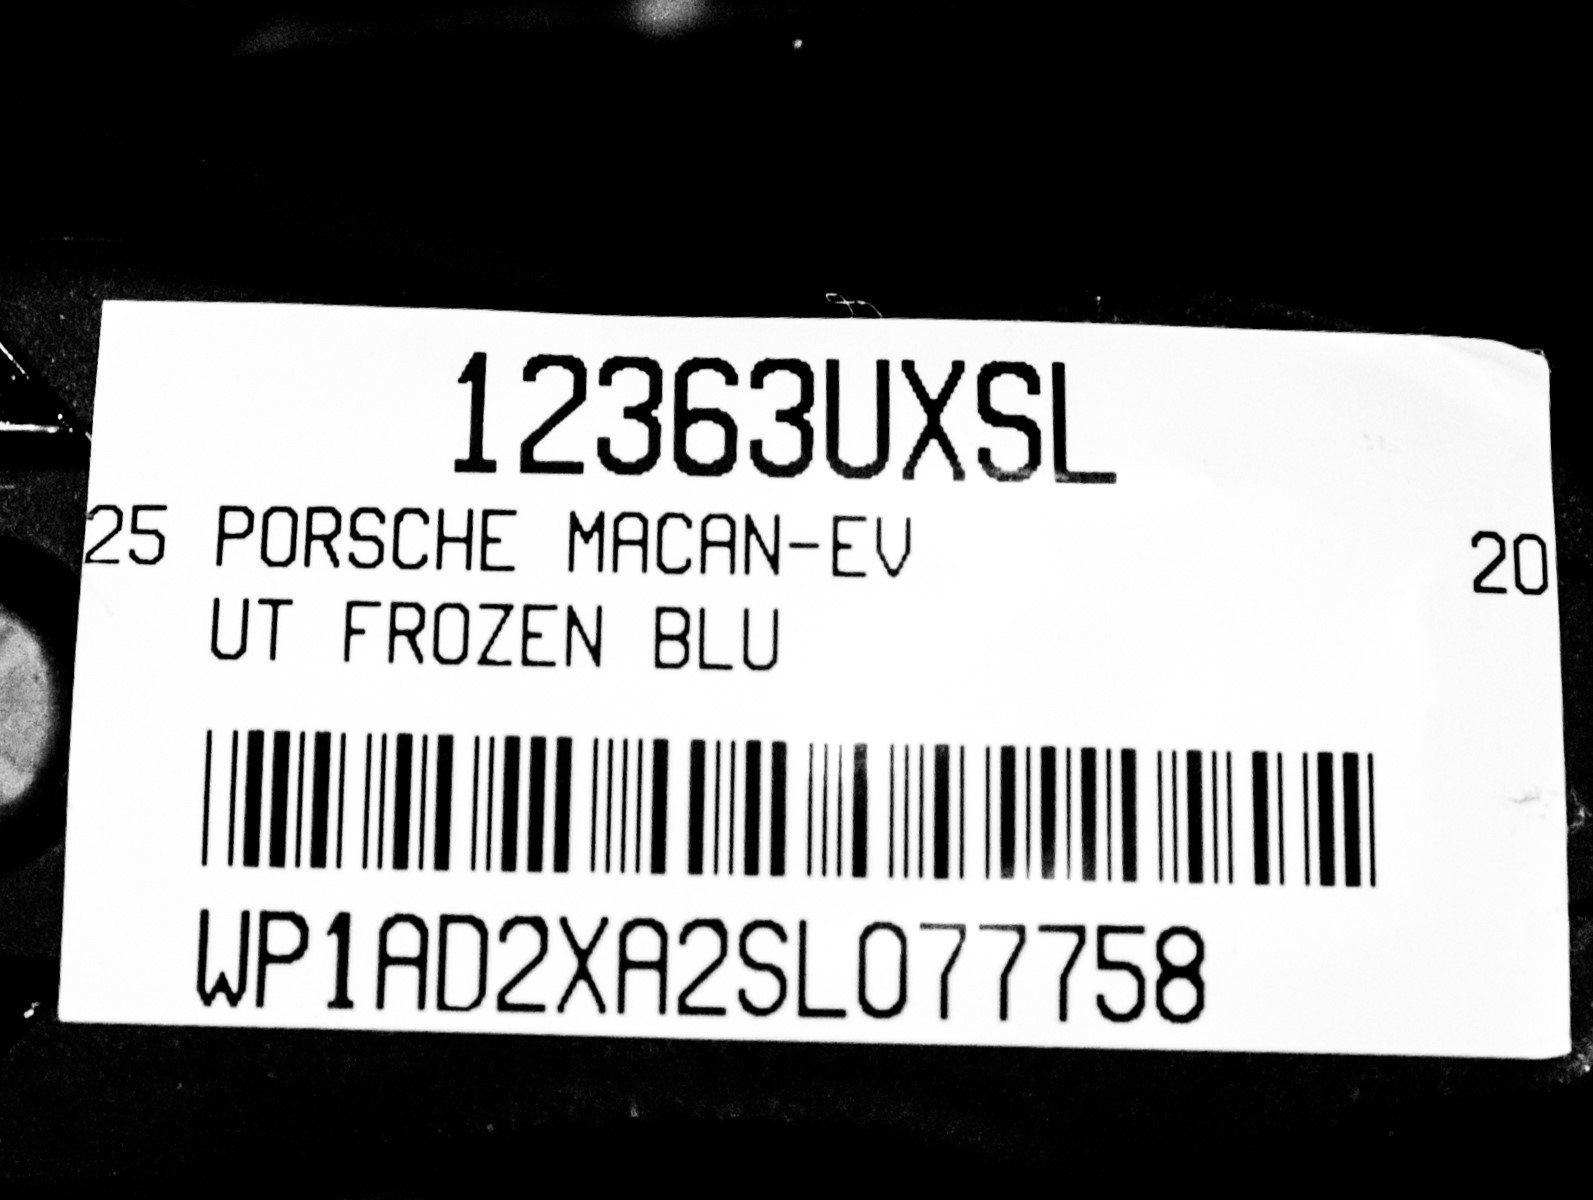 12363UXSL
25 PORSCHE MACAN-EV 20
UT FROZEN BLU
WP1AD2XA2SL077758